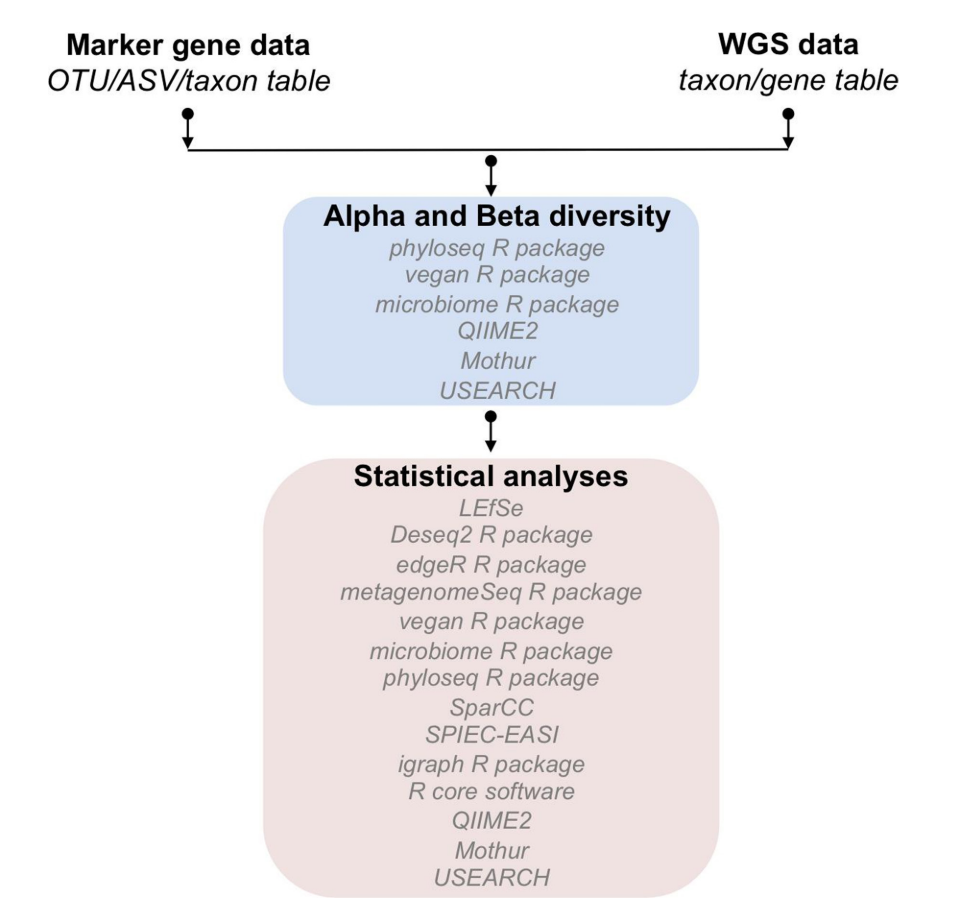 Marker gene data
OTU/ASV/taxon table
WGS data
taxon/gene table
Alpha and Beta diversity
phyloseq R package
vegan R package
microbiome R package
QIIME2
Mothur
USEARCH
Statistical analyses
LEfSe
Deseq2 R package
edgeR R package
metagenomeSeq R package
vegan R package
microbiome R package
phyloseq R package
SparCC
SPIEC-EASI
igraph R package
R core software
QIIME2
Mothur
USEARCH